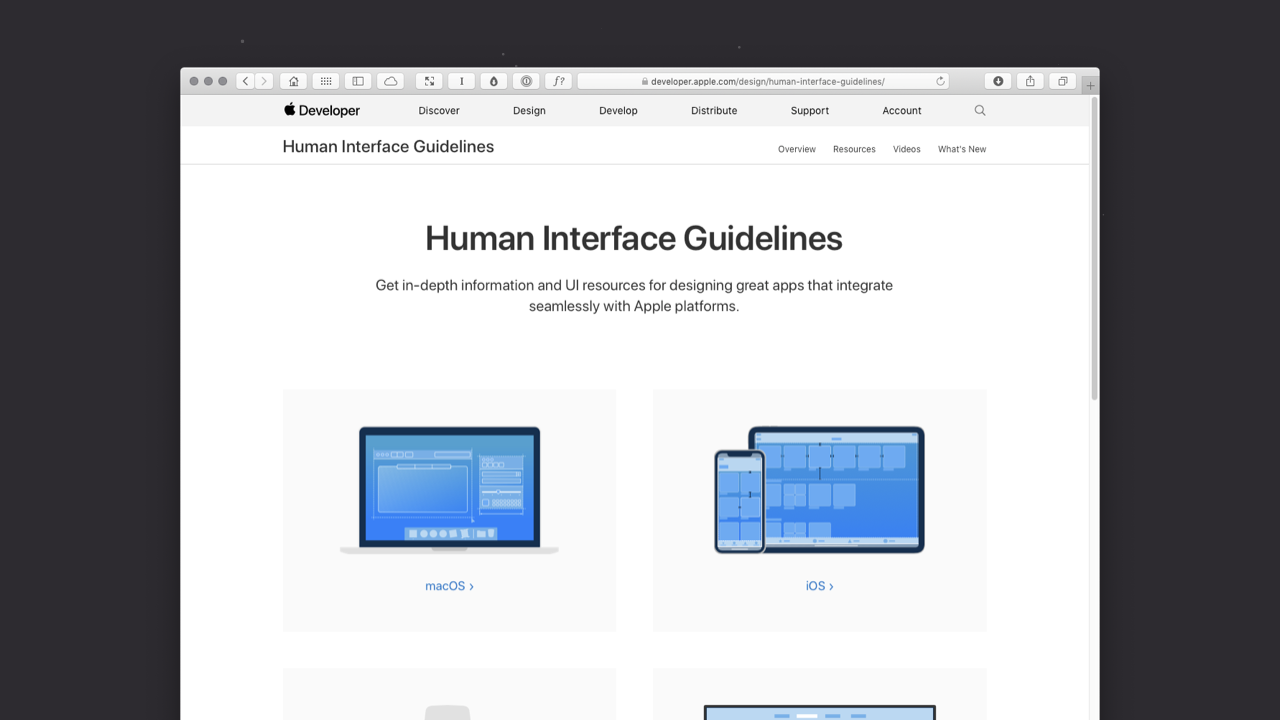 developer.apple.com/design/human-interface-guidelines/
Developer Discover Design Develop Distribute Support Account
Human Interface Guidelines Overview Resources Videos What's New
Human Interface Guidelines
Get in-depth information and UI resources for designing great apps that integrate
seamlessly with Apple platforms.
macOS › iOS ›